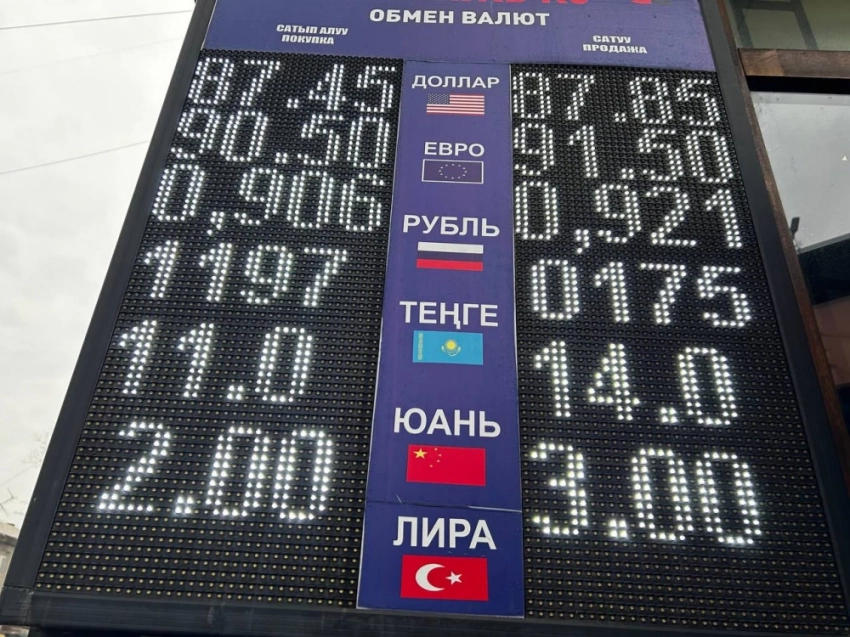 ОБМЕН ВАЛЮТ
САТЫП АЛУУ
ПОКУПКА
САТУУ
ПРОДАЖА
87.45 ДОЛЛАР 87.85
90.50 ЕВРО 91.50
0,906 РУБЛЬ 0,921
1197 ТЕҢГЕ 0175
11.0 ЮАНЬ 14.0
2.00 ЛИРА 3.00